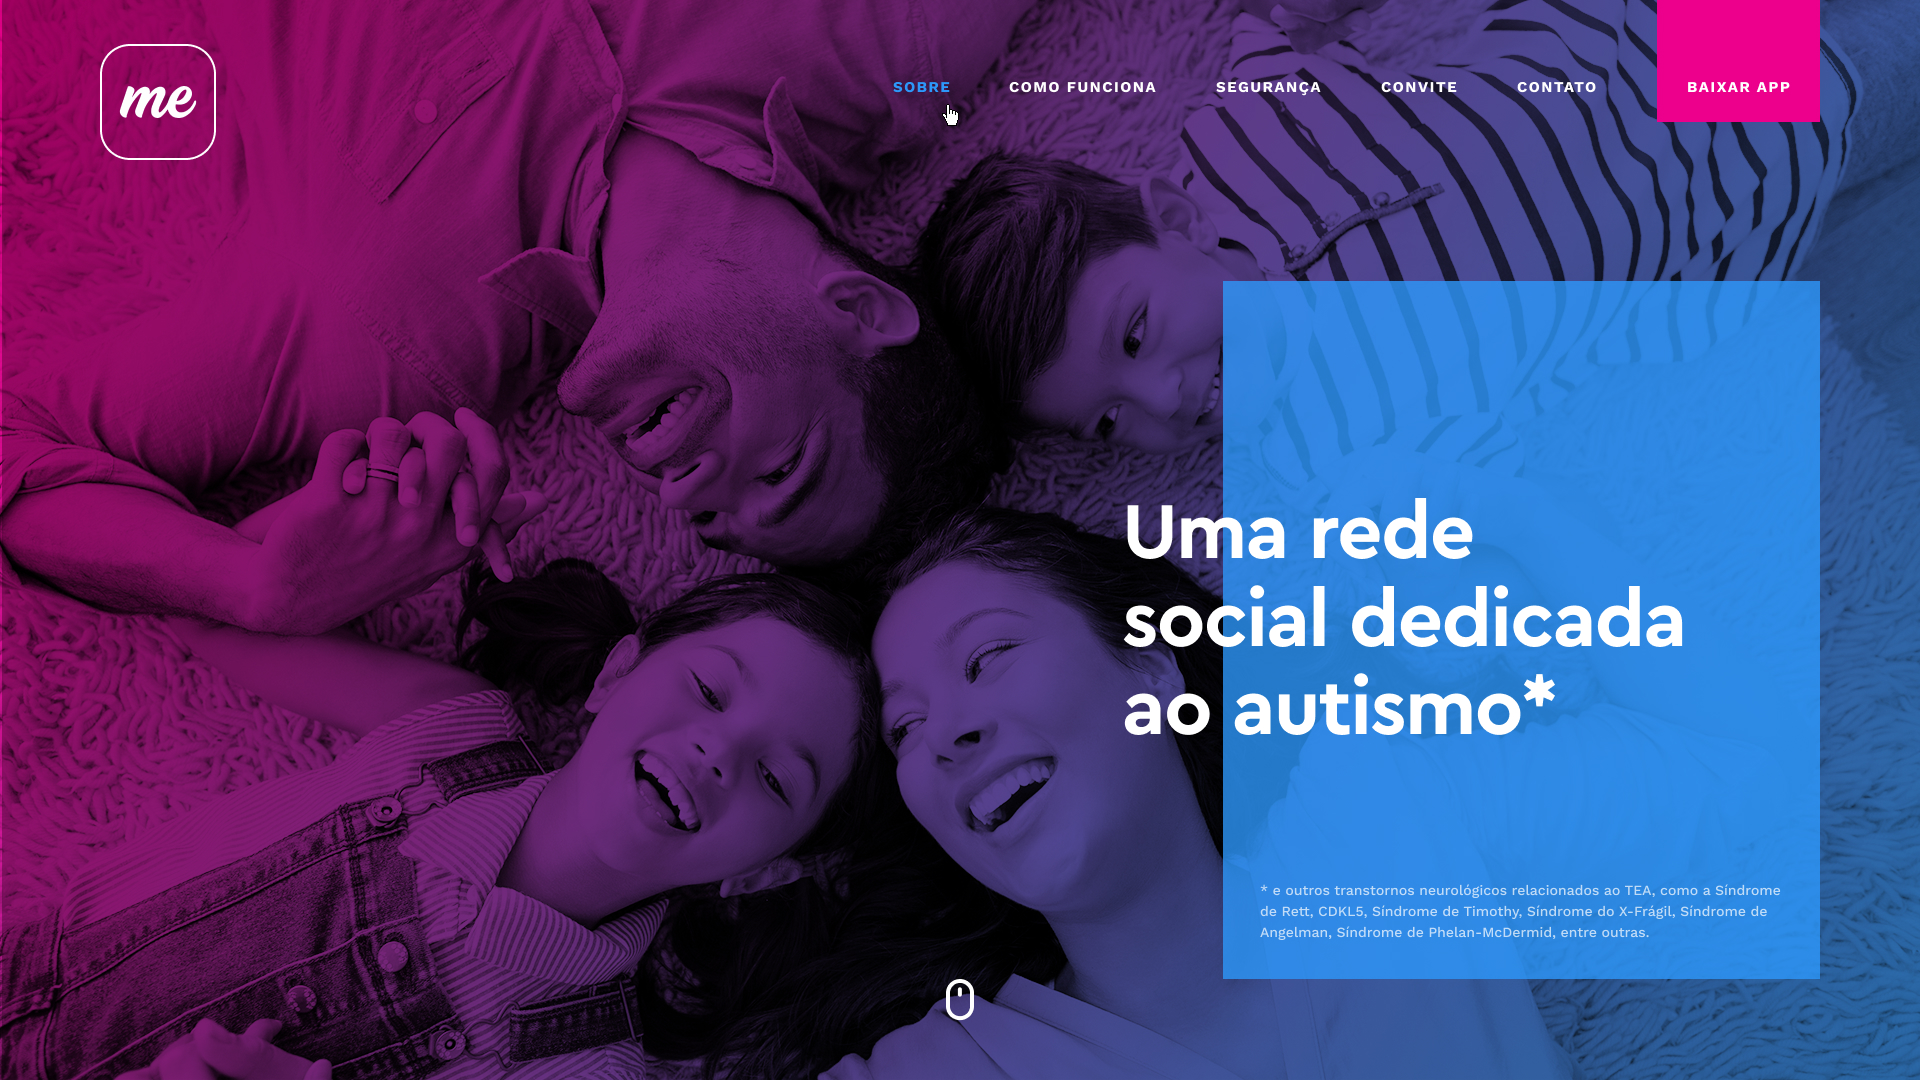 me
SOBRE
COMO FUNCIONA
SEGURANÇA
CONVITE
CONTATO
BAIXAR APP
Uma rede
social dedicada
ao autismo*
* e outros transtornos neurológicos relacionados ao TEA, como a Síndrome
de Rett, CDKL5, Síndrome de Timothy, Síndrome do X-Frágil, Síndrome de
Angelman, Síndrome de Phelan-McDermid, entre outras.